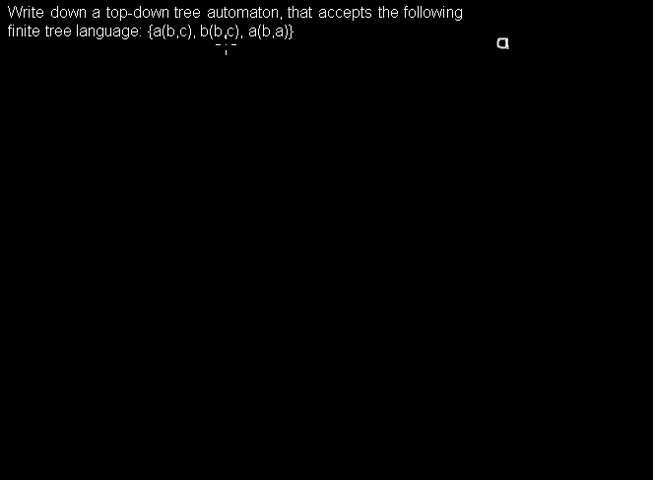 Write down a top-down tree automaton, that accepts the following
finite tree language: {a(b,c), b(b,c), a(b,a)}
a